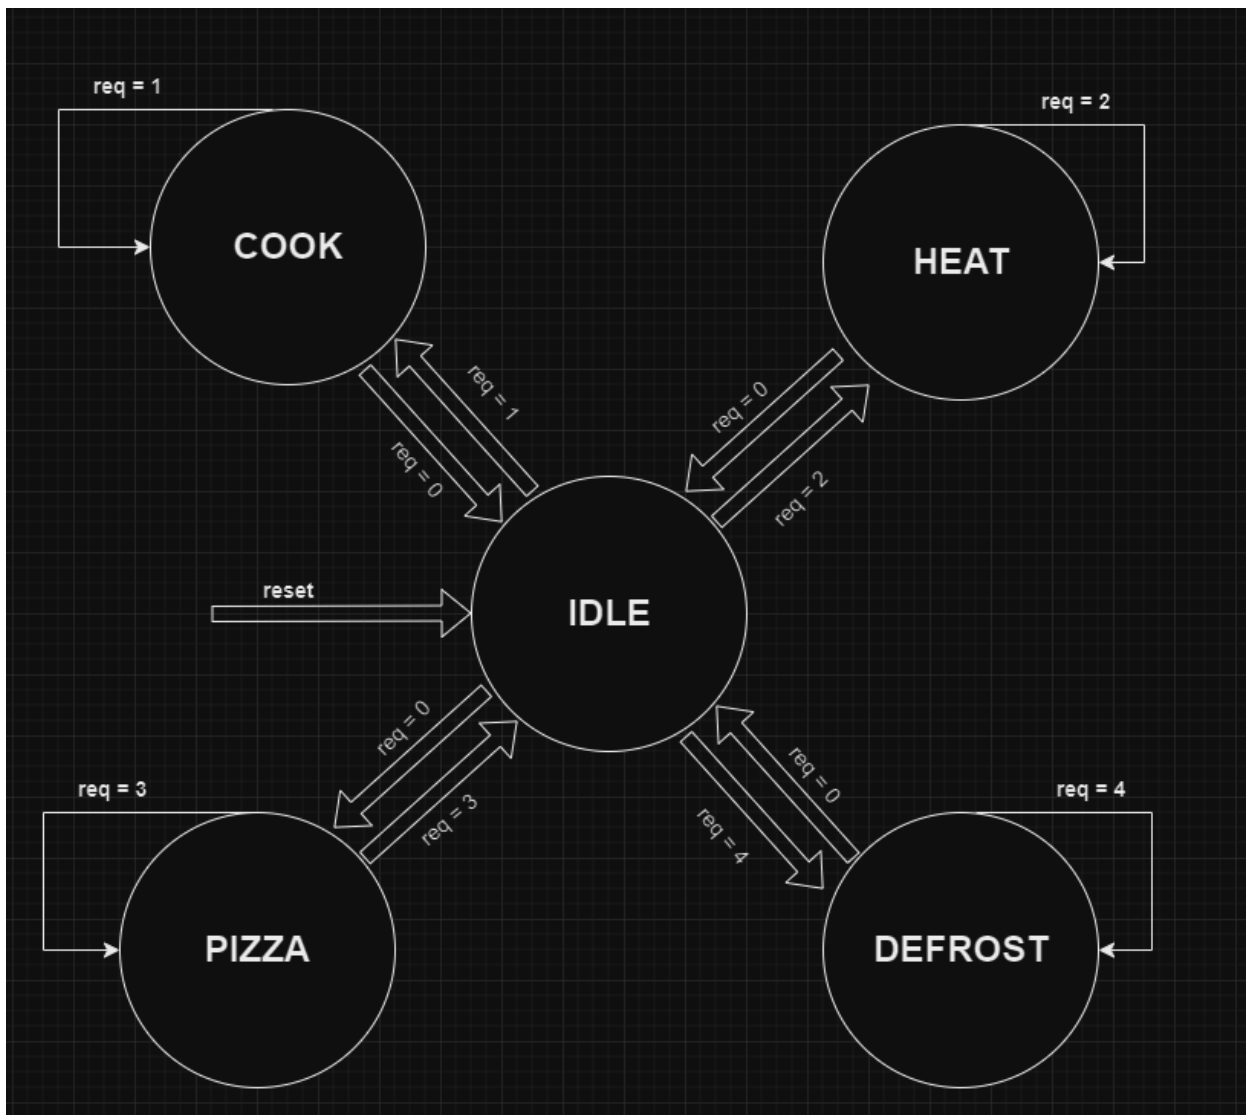 req = 1
req = 2
COOK
HEAT
req = 1
req = 0
req = 0
req = 2
reset
IDLE
req = 0
req = 3
req = 0
req = 4
req = 3
req = 4
PIZZA
DEFROST